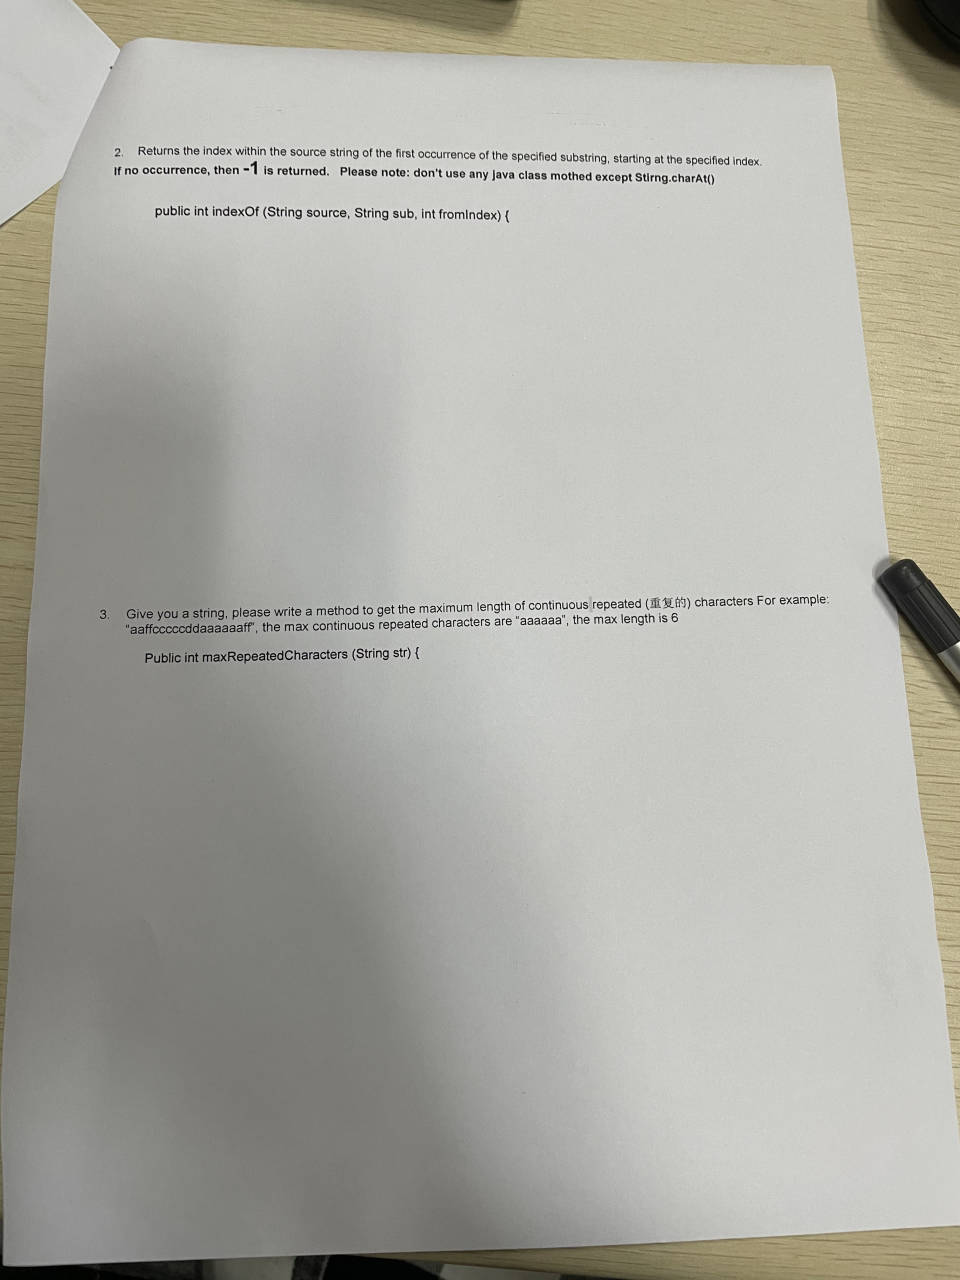 2. Returns the index within the source string of the first occurrence of the specified substring, starting at the specified index.
If no occurrence, then -1 is returned. Please note: don't use any java class mothed except Stirng.charAt()
public int indexOf (String source, String sub, int fromIndex) {
3. Give you a string, please write a method to get the maximum length of continuous repeated (重复的) characters For example:
"aaffcccccddaaaaaaff", the max continuous repeated characters are "aaaaaa", the max length is 6
Public int maxRepeatedCharacters (String str) {